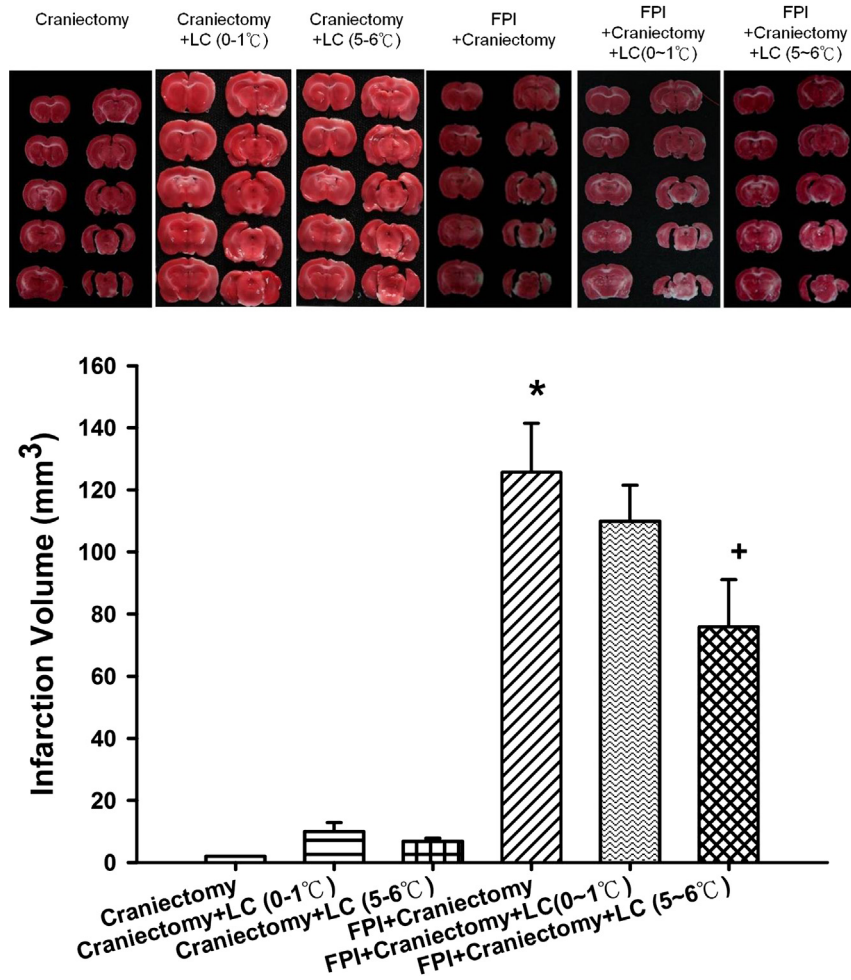 Craniectomy
Craniectomy
+LC (0-1℃)
Craniectomy
+LC (5-6℃)
FPI
+Craniectomy
FPI
+Craniectomy
+LC(0~1℃)
FPI
+Craniectomy
+LC (5~6℃)
Infarction Volume (mm³)
160
140
120
100
80
60
40
20
0
*
+
Craniectomy
Craniectomy+LC (0-1℃)
Craniectomy+LC (5-6℃)
FPI+Craniectomy
FPI+Craniectomy+LC(0~1℃)
FPI+Craniectomy+LC (5~6℃)